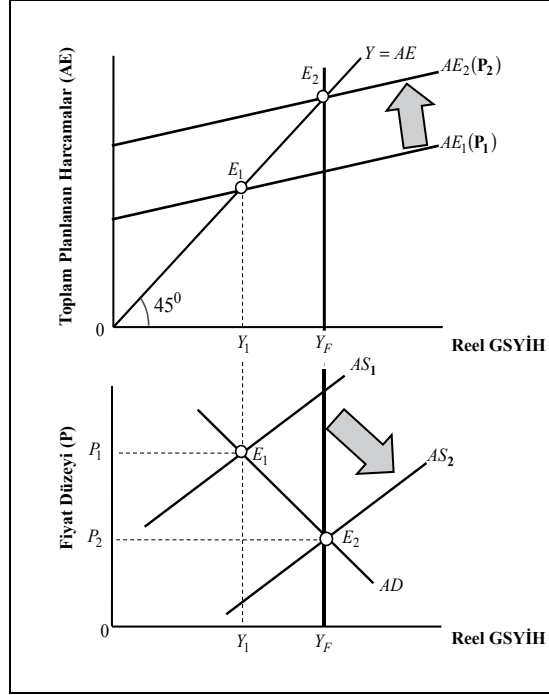 Toplam Planlanan Harcamalar (AE)
Y = AE
E2
AE2(P2)
E1
AE1(P1)
45⁰
0
Y1
YF
Reel GSYİH
Fiyat Düzeyi (P)
AS1
P1
E1
AS2
P2
E2
AD
0
Y1
YF
Reel GSYİH